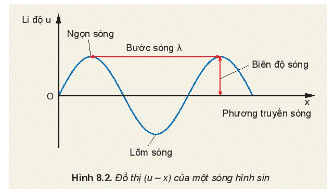 Li độ u
Ngọn sóng
Bước sóng λ
Biên độ sóng
O
x
Phương truyền sóng
Lõm sóng
Hình 8.2. Đồ thị (u – x) của một sóng hình sin